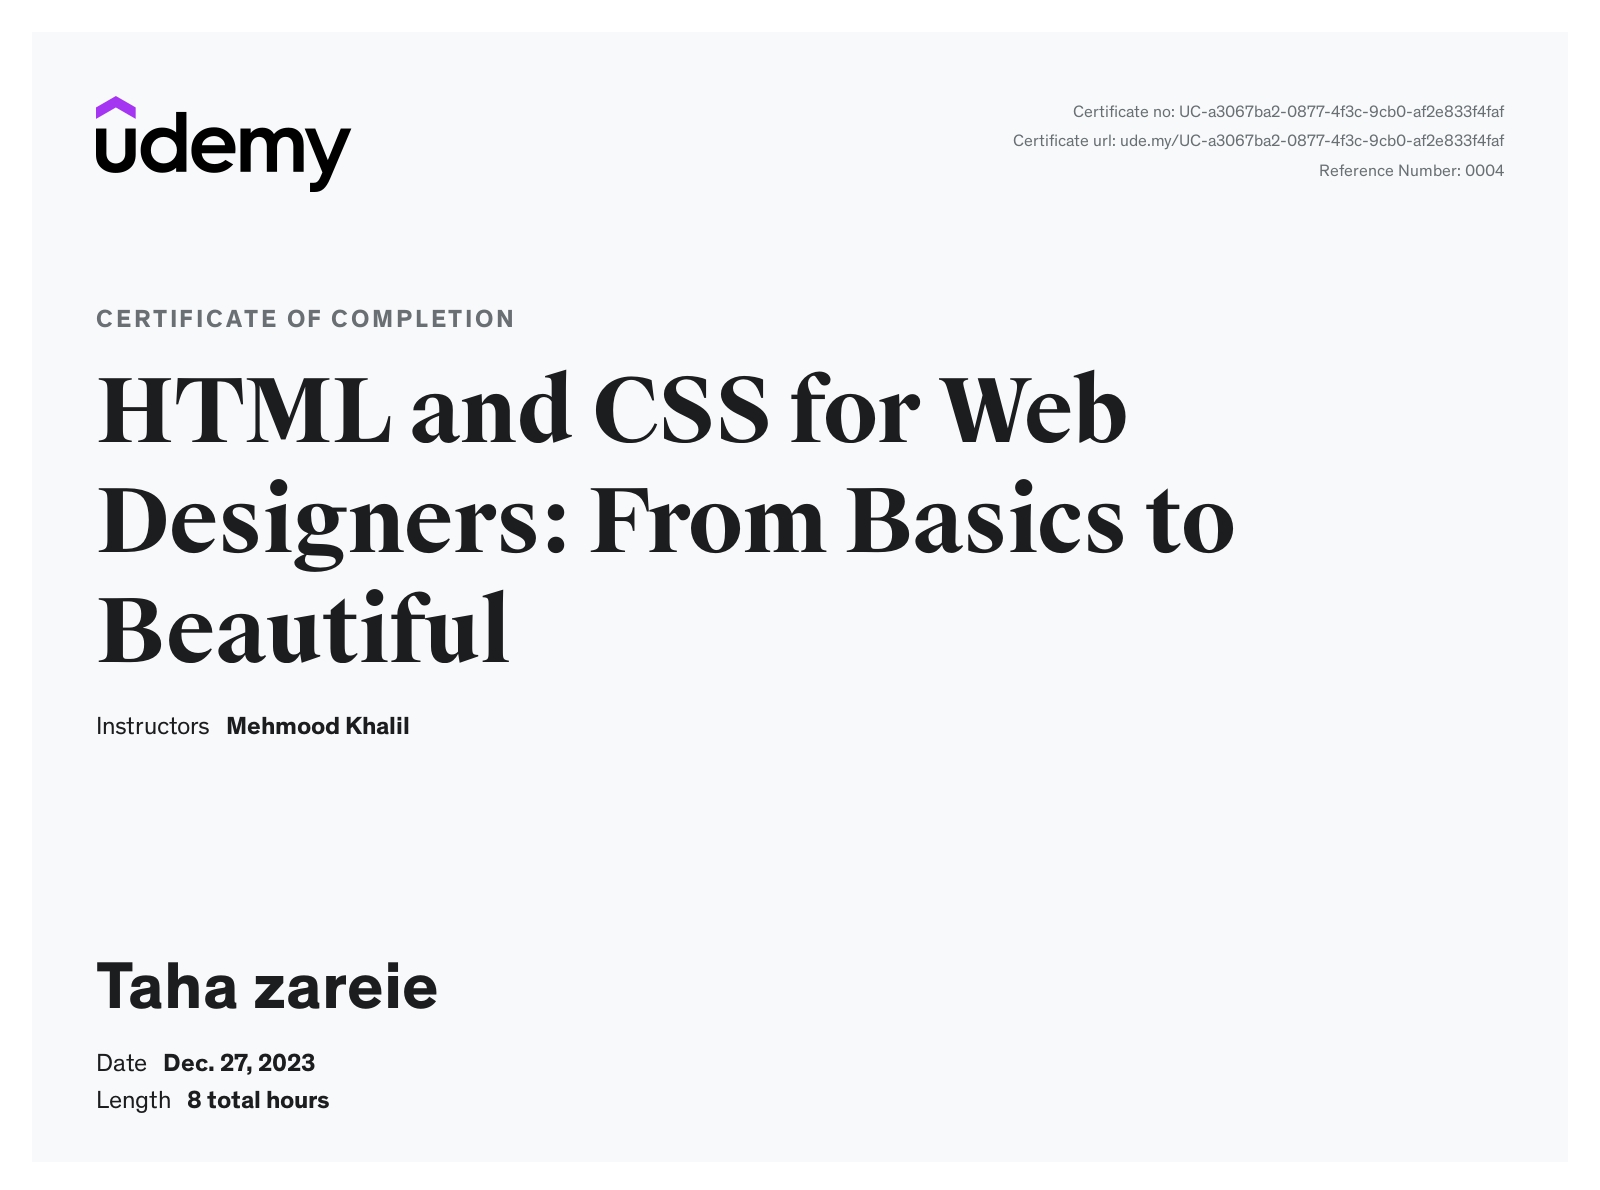 udemy
Certificate no: UC-a3067ba2-0877-4f3c-9cb0-af2e833f4faf
Certificate url: ude.my/UC-a3067ba2-0877-4f3c-9cb0-af2e833f4faf
Reference Number: 0004
CERTIFICATE OF COMPLETION
HTML and CSS for Web
Designers: From Basics to
Beautiful
Instructors Mehmood Khalil
Taha zareie
Date Dec. 27, 2023
Length 8 total hours